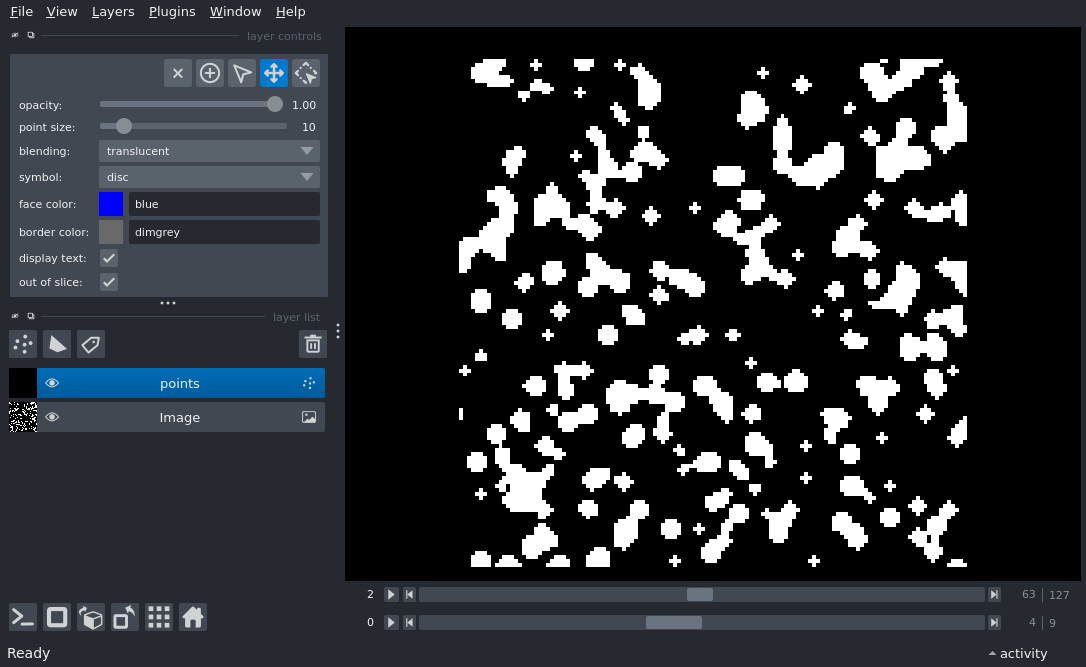 File View Layers Plugins Window Help
layer controls
opacity: 1.00
point size: 10
blending: translucent
symbol: disc
face color: blue
border color: dimgrey
display text:
out of slice:
layer list
points
Image
2 63 127
0 4 9
Ready activity